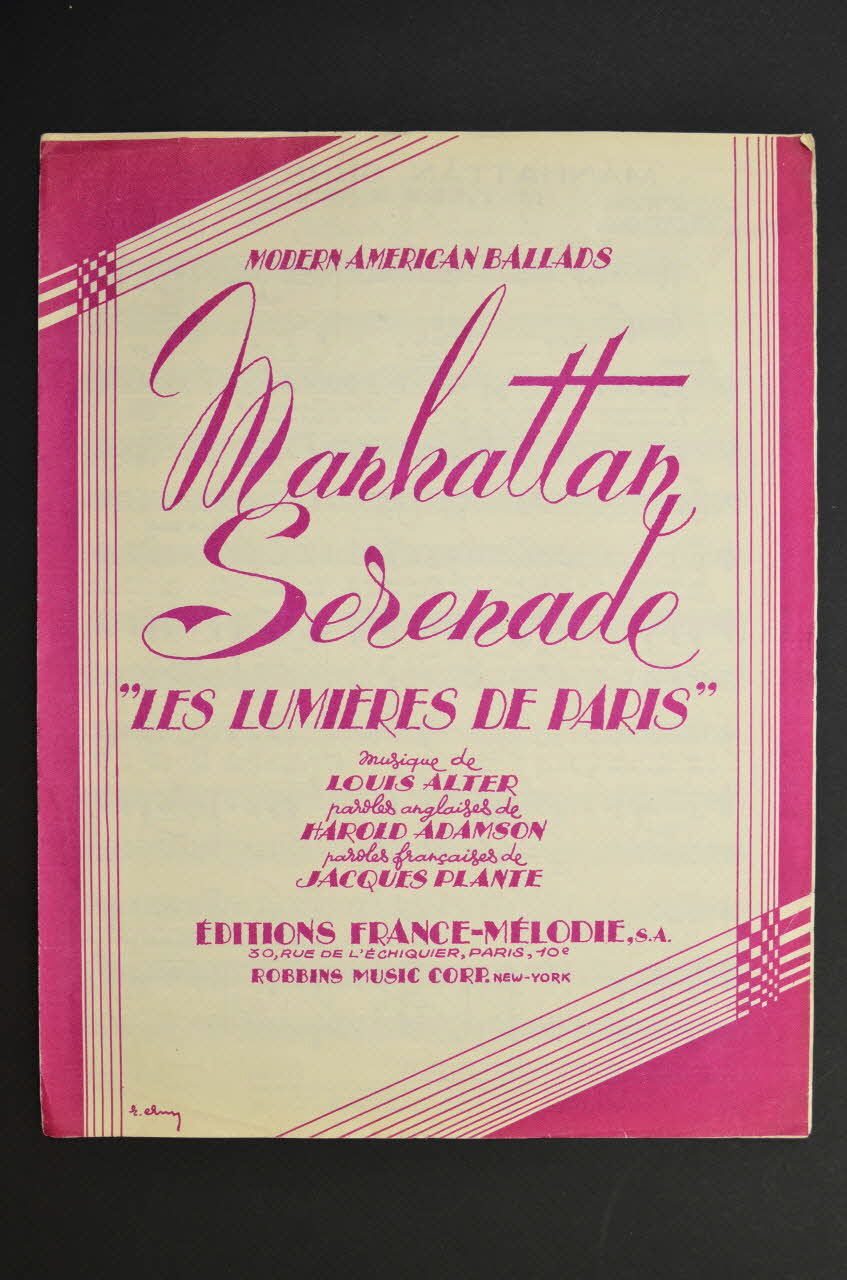 MODERN AMERICAN BALLADS
Manhattan
Serenade
"LES LUMIÈRES DE PARIS"
musique de
LOUIS ALTER
paroles anglaises de
HAROLD ADAMSON
paroles françaises de
JACQUES PLANTE
ÉDITIONS FRANCE-MÉLODIE, S.A.
30, RUE DE L'ÉCHIQUIER, PARIS, 10e
ROBBINS MUSIC CORP. NEW-YORK